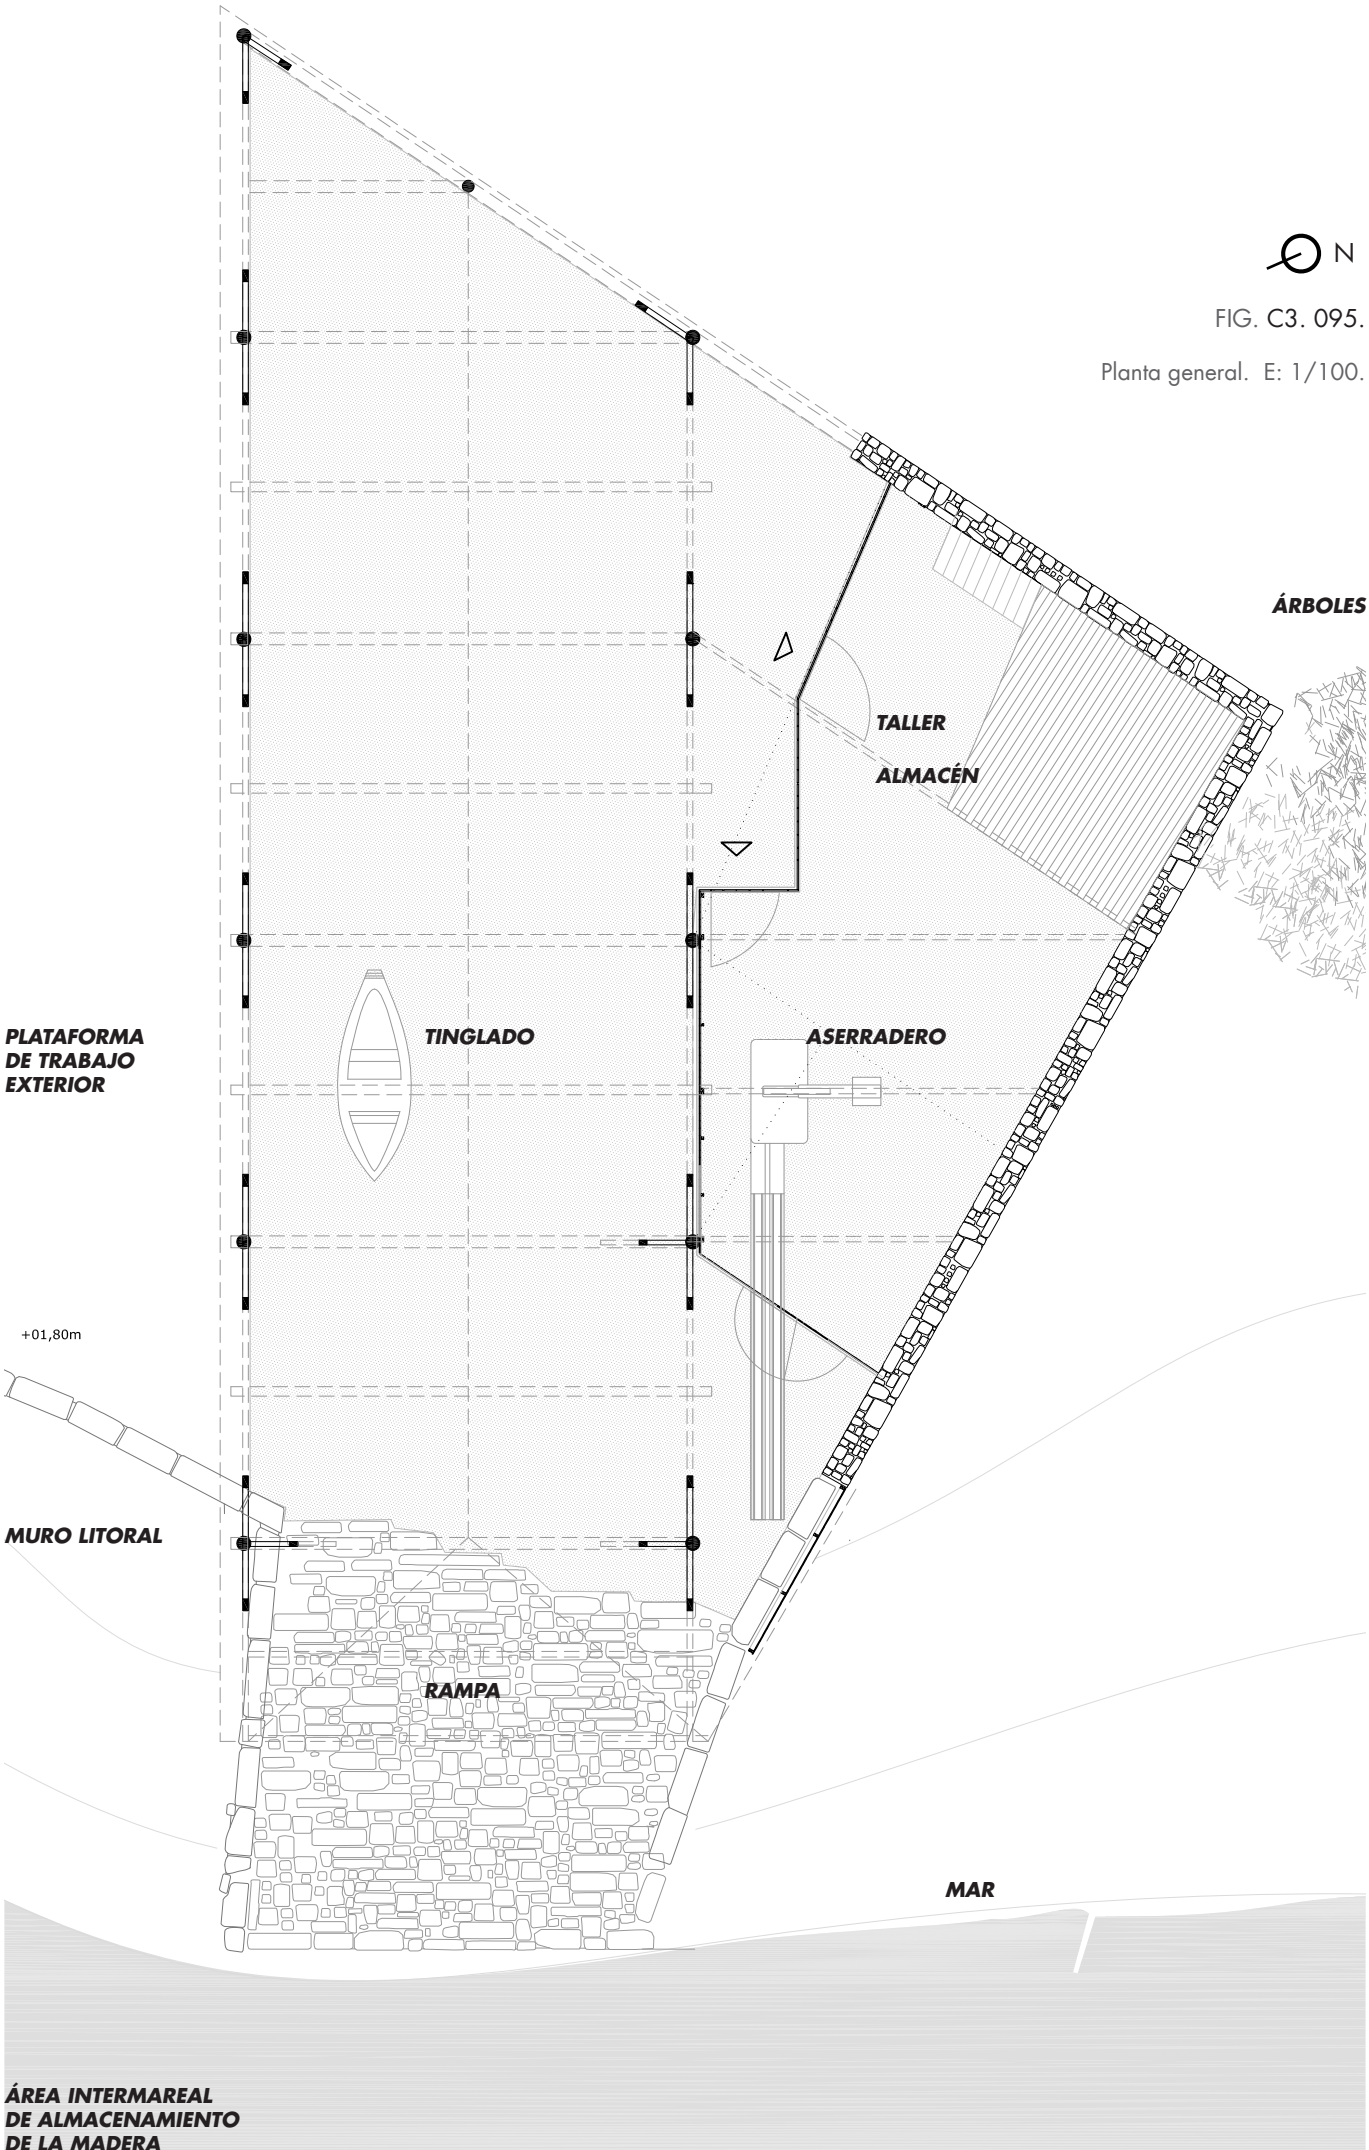 N
FIG. C3. 095.
Planta general. E: 1/100.
ÁRBOLES
TALLER
ALMACÉN
PLATAFORMA
DE TRABAJO
EXTERIOR
TINGLADO
ASERRADERO
+01,80m
MURO LITORAL
RAMPA
MAR
ÁREA INTERMAREAL
DE ALMACENAMIENTO
DE LA MADERA